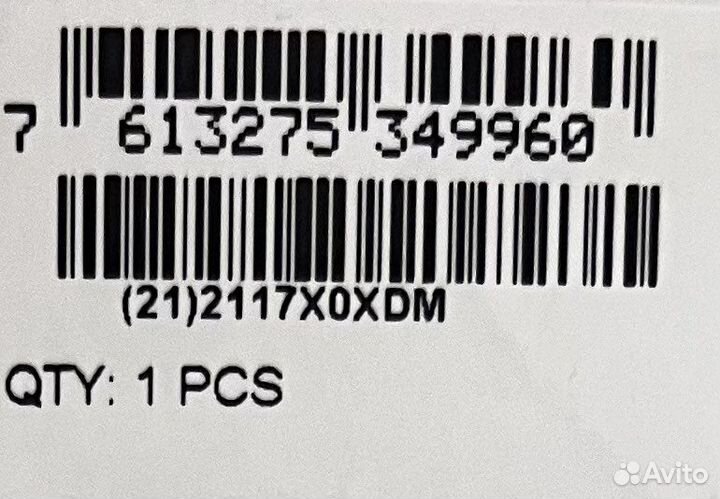 7 613275 349960
(21)2117X0XDM
QTY: 1 PCS
Avito